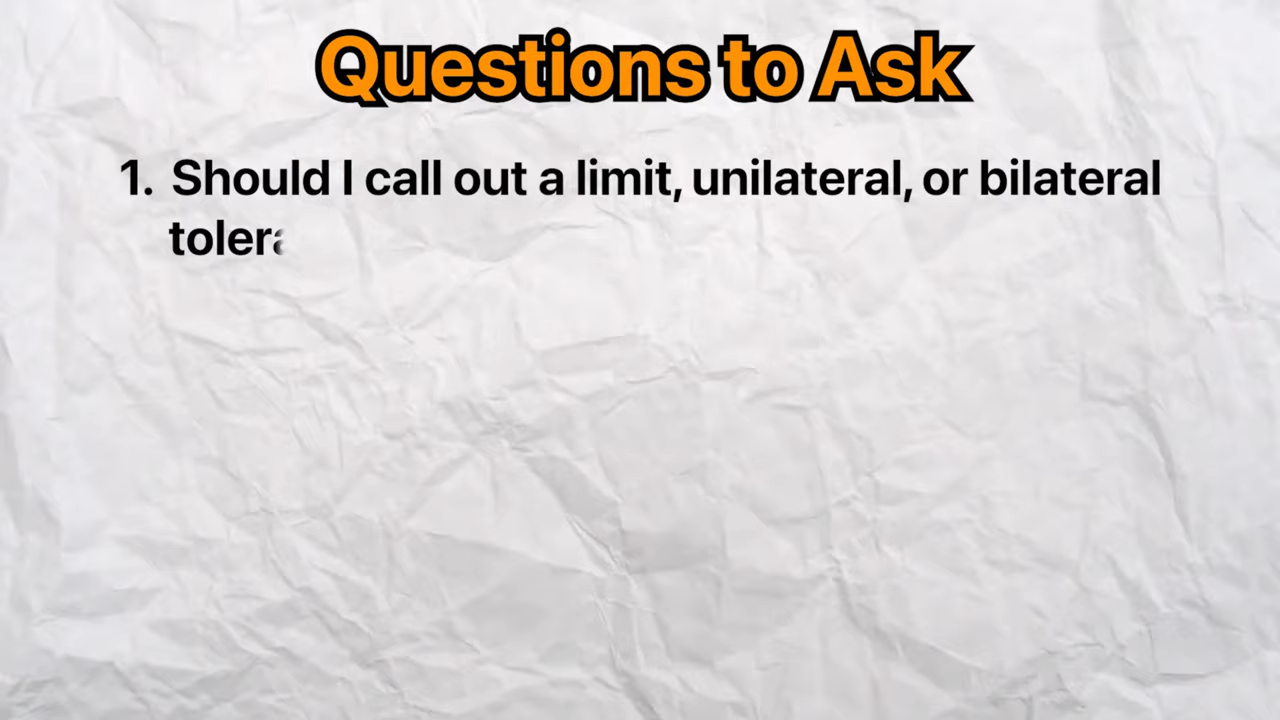 Questions to Ask
1. Should I call out a limit, unilateral, or bilateral
tolera